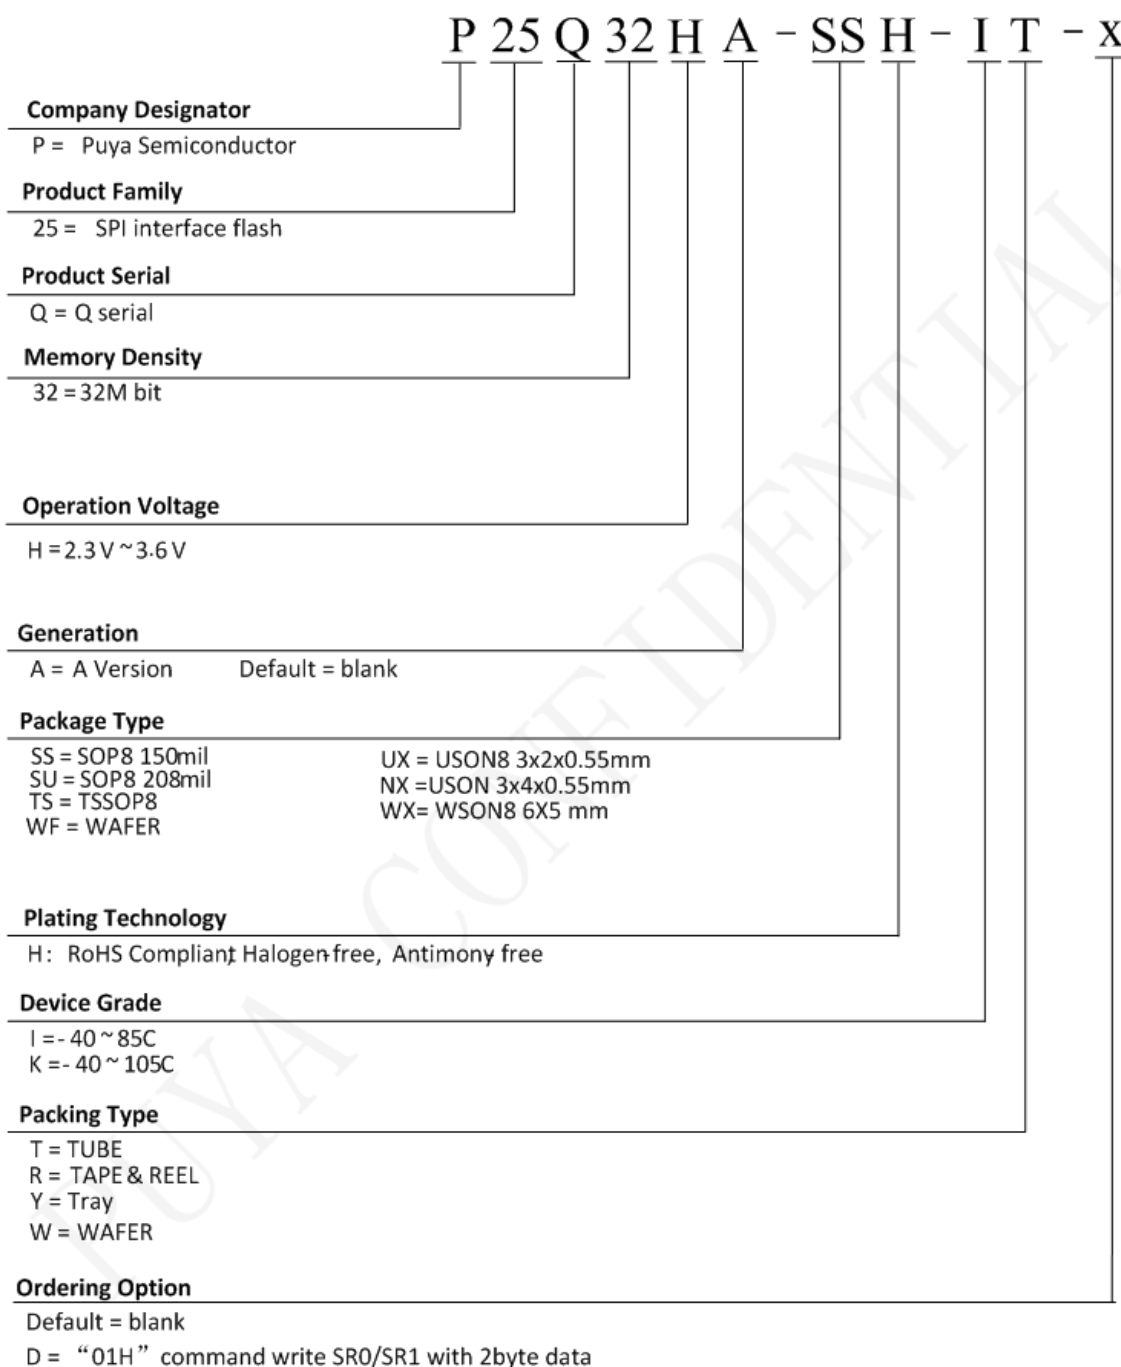 P 25 Q 32 H A - SS H - I T - x
Company Designator
P = Puya Semiconductor
Product Family
25 = SPI interface flash
Product Serial
Q = Q serial
Memory Density
32 = 32M bit
Operation Voltage
H = 2.3 V ~ 3.6 V
Generation
A = A Version Default = blank
Package Type
SS = SOP8 150mil
SU = SOP8 208mil
TS = TSSOP8
WF = WAFER
UX = USON8 3x2x0.55mm
NX =USON 3x4x0.55mm
WX= WSON8 6X5 mm
Plating Technology
H: RoHS Compliant, Halogen-free, Antimony free
Device Grade
I = - 40 ~ 85C
K = - 40 ~ 105C
Packing Type
T = TUBE
R = TAPE & REEL
Y = Tray
W = WAFER
Ordering Option
Default = blank
D = “01H” command write SR0/SR1 with 2byte data
PUYA CONFIDENTIAL